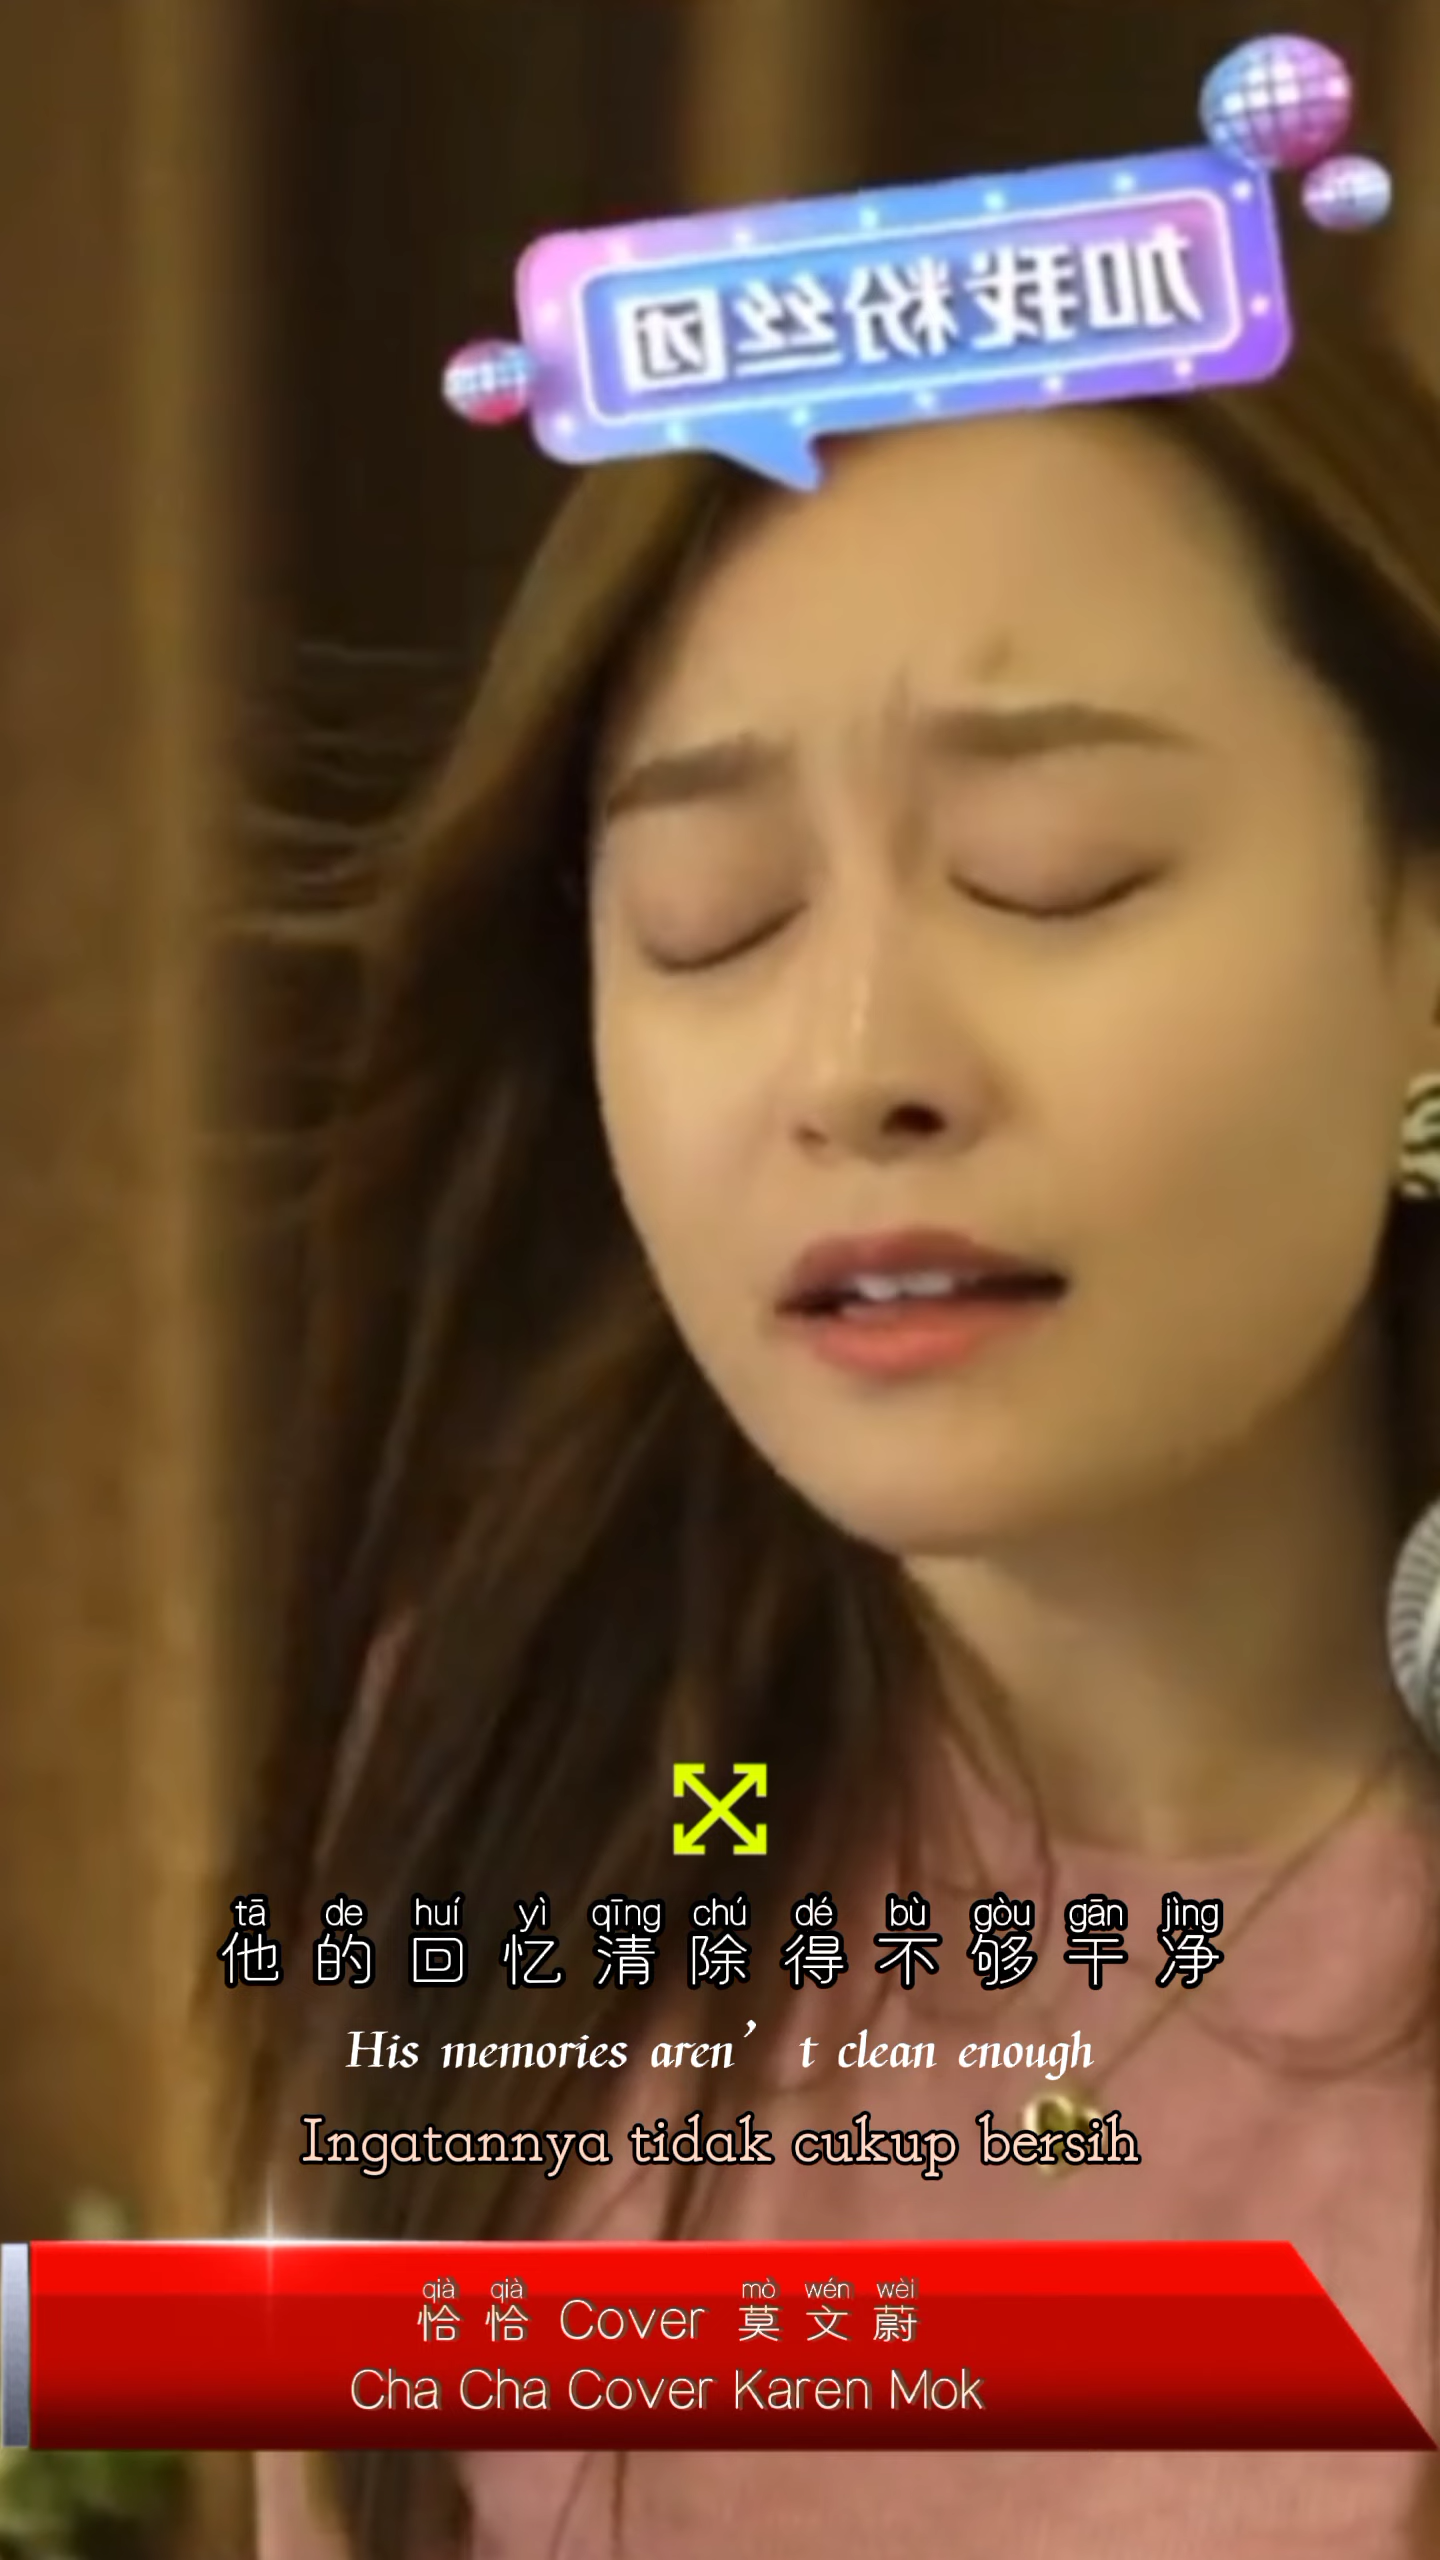 加我粉丝团
tā de huí yì qīng chú dé bù gòu gān jìng
他的回忆清除得不够干净
His memories aren’t clean enough
Ingatannya tidak cukup bersih
qià qià mò wén wèi
恰恰 Cover 莫文蔚
Cha Cha Cover Karen Mok